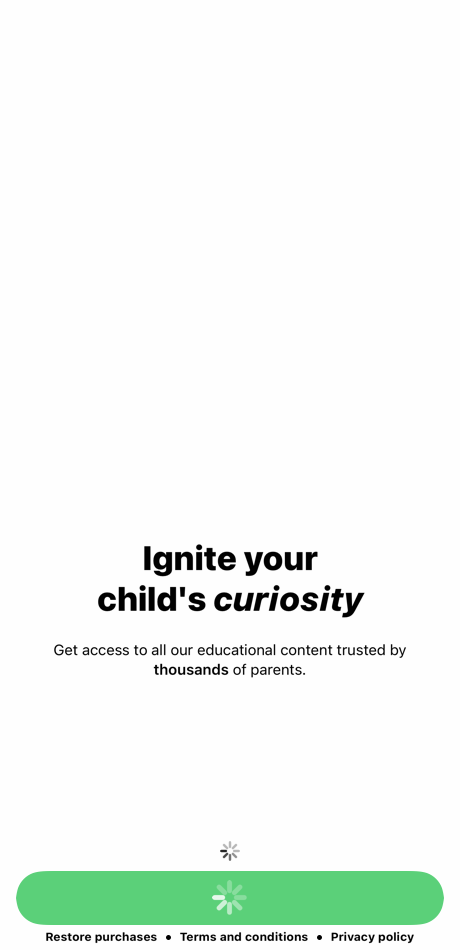 Ignite your
child's curiosity
Get access to all our educational content trusted by
thousands of parents.
Restore purchases • Terms and conditions • Privacy policy